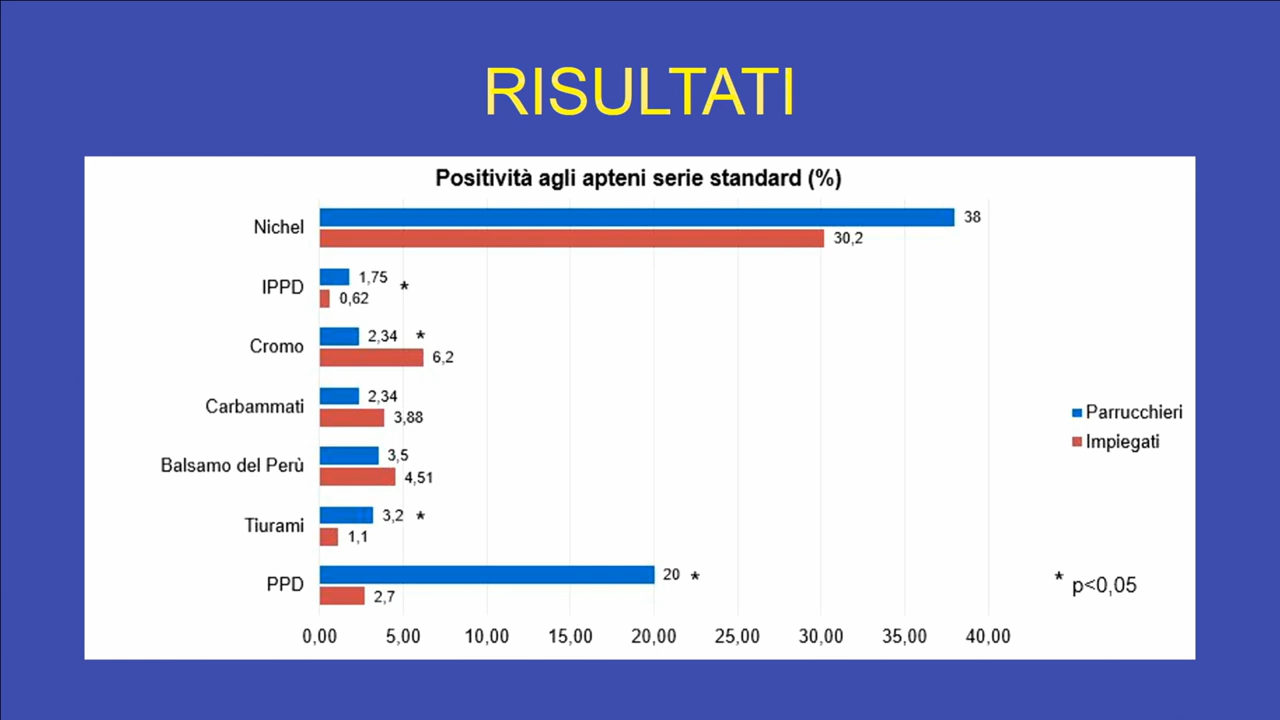 RISULTATI
Positività agli apteni serie standard (%)
Nichel
38
30,2
IPPD
1,75
*
0,62
Cromo
2,34 *
6,2
Carbammati
2,34
3,88
Balsamo del Perù
3,5
4,51
Tiurami
3,2 *
1,1
PPD
20 *
2,7
0,00 5,00 10,00 15,00 20,00 25,00 30,00 35,00 40,00
Parrucchieri
Impiegati
* p<0,05